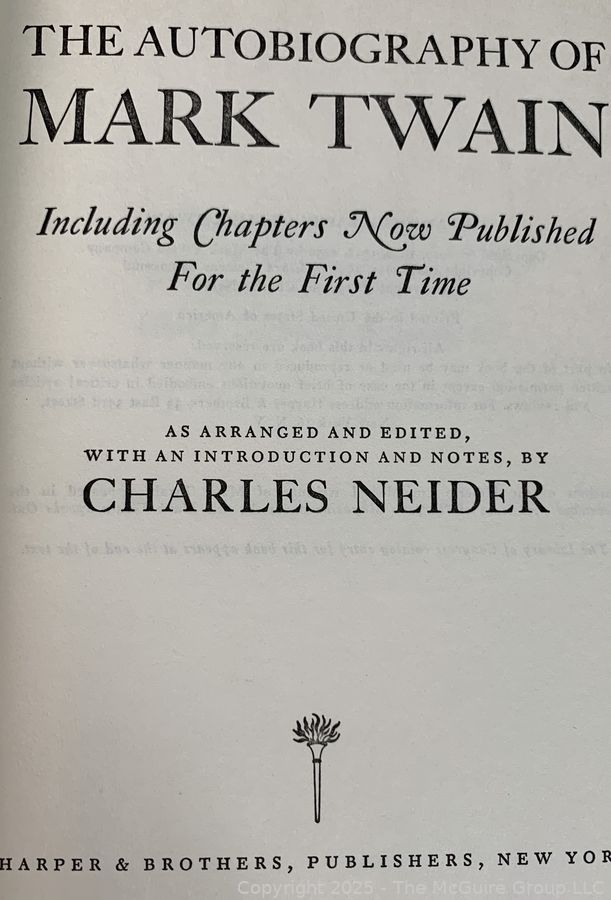 THE AUTOBIOGRAPHY OF
MARK TWAIN
Including Chapters Now Published
For the First Time
AS ARRANGED AND EDITED,
WITH AN INTRODUCTION AND NOTES, BY
CHARLES NEIDER
HARPER & BROTHERS, PUBLISHERS, NEW YOR
Copyright 2025 - The McGuire Group LLC